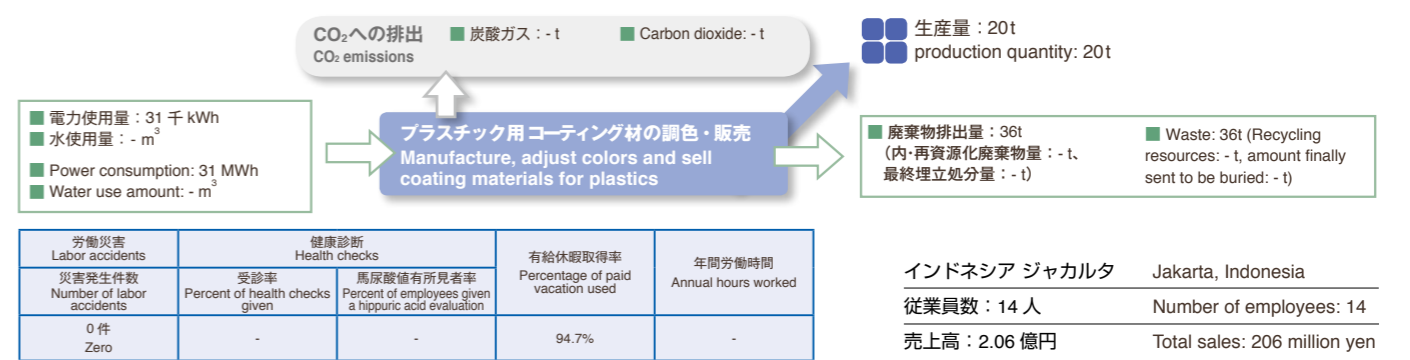 CO₂への排出
CO₂ emissions
■ 炭酸ガス：- t
■ Carbon dioxide: - t
生産量：20t
production quantity: 20t
■ 電力使用量：31 千 kWh
■ 水使用量：- m³
■ Power consumption: 31 MWh
■ Water use amount: - m³
プラスチック用コーティング材の調色・販売
Manufacture, adjust colors and sell
coating materials for plastics
■ 廃棄物排出量：36t
（内・再資源化廃棄物量：- t、
最終埋立処分量：- t）
■ Waste: 36t (Recycling
resources: - t, amount finally
sent to be buried: - t)
労働災害
Labor accidents
健康診断
Health checks
有給休暇取得率
Percentage of paid
vacation used
年間労働時間
Annual hours worked
災害発生件数
Number of labor
accidents
受診率
Percent of health checks
given
馬尿酸値有所見者率
Percent of employees given
a hippuric acid evaluation
0 件
Zero
-
-
94.7%
-
インドネシア ジャカルタ
Jakarta, Indonesia
従業員数：14 人
Number of employees: 14
売上高：2.06 億円
Total sales: 206 million yen